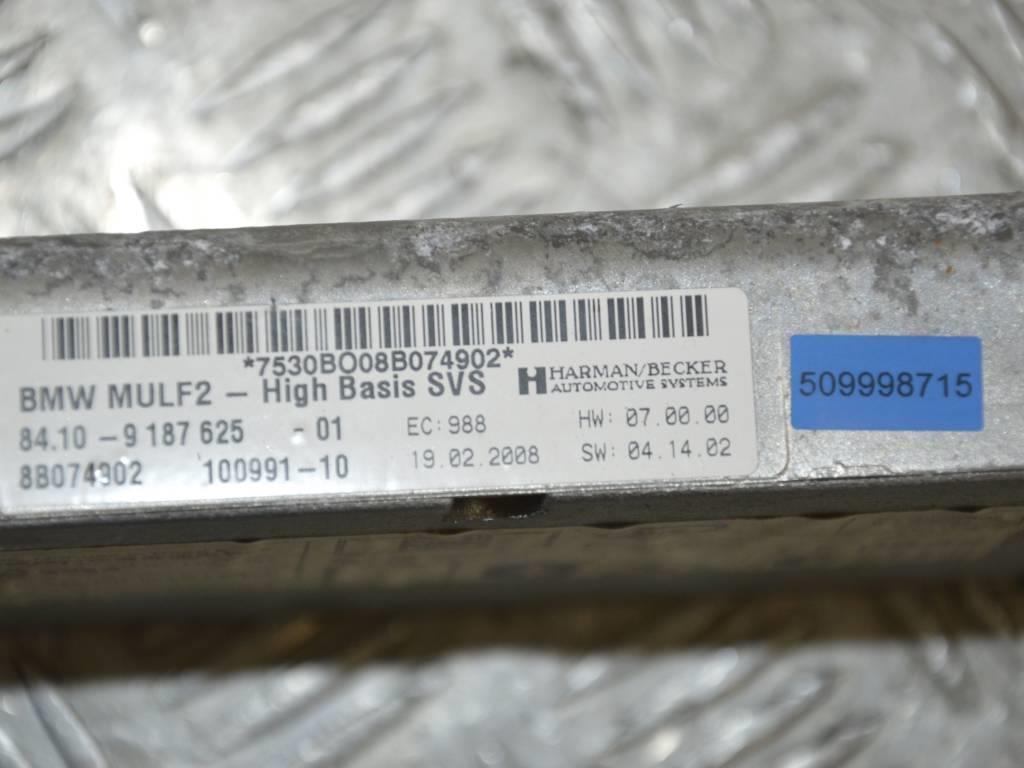 *7530BO08B074902*
BMW MULF2 – High Basis SVS
HARMAN/BECKER
AUTOMOTIVE SYSTEMS
84.10 – 9 187 625 - 01
EC: 988
HW: 07.00.00
8B074902 100991–10
19.02.2008
SW: 04.14.02
509998715